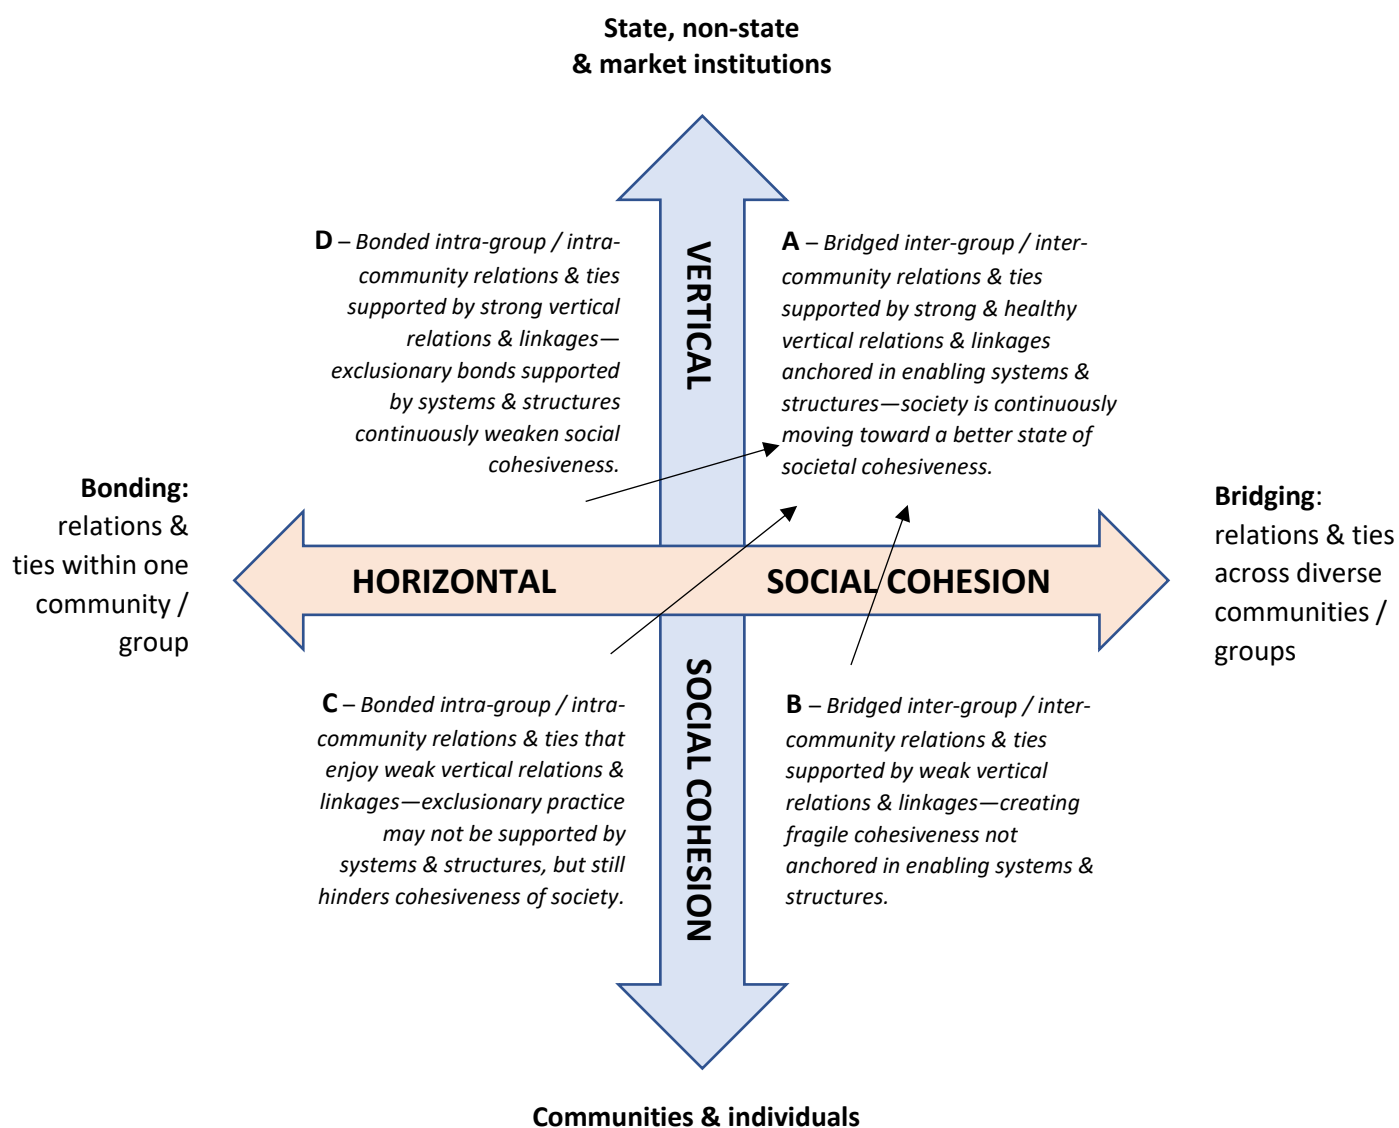 State, non-state
& market institutions
D – Bonded intra-group / intra-
community relations & ties
supported by strong vertical
relations & linkages—
exclusionary bonds supported
by systems & structures
continuously weaken social
cohesiveness.
VERTICAL
A – Bridged inter-group / inter-
community relations & ties
supported by strong & healthy
vertical relations & linkages
anchored in enabling systems &
structures—society is continuously
moving toward a better state of
societal cohesiveness.
Bonding:
relations &
ties within one
community /
group
HORIZONTAL
SOCIAL COHESION
Bridging:
relations & ties
across diverse
communities /
groups
C – Bonded intra-group / intra-
community relations & ties that
enjoy weak vertical relations &
linkages—exclusionary practice
may not be supported by
systems & structures, but still
hinders cohesiveness of society.
SOCIAL COHESION
B – Bridged inter-group / inter-
community relations & ties
supported by weak vertical
relations & linkages—creating
fragile cohesiveness not
anchored in enabling systems &
structures.
Communities & individuals